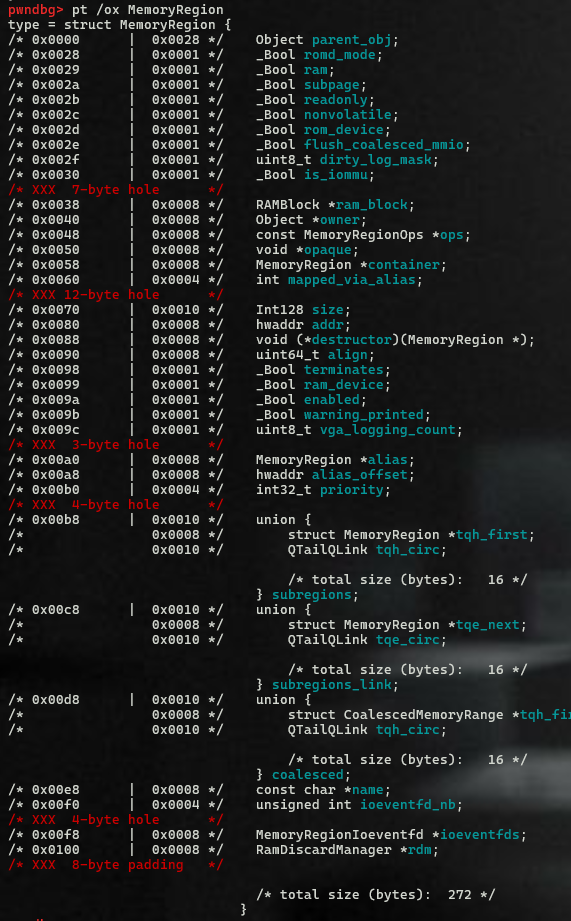 pwndbg> pt /ox MemoryRegion
type = struct MemoryRegion {
/* 0x0000      |  0x0028 */    Object parent_obj;
/* 0x0028      |  0x0001 */    _Bool romd_mode;
/* 0x0029      |  0x0001 */    _Bool ram;
/* 0x002a      |  0x0001 */    _Bool subpage;
/* 0x002b      |  0x0001 */    _Bool readonly;
/* 0x002c      |  0x0001 */    _Bool nonvolatile;
/* 0x002d      |  0x0001 */    _Bool rom_device;
/* 0x002e      |  0x0001 */    _Bool flush_coalesced_mmio;
/* 0x002f      |  0x0001 */    uint8_t dirty_log_mask;
/* 0x0030      |  0x0001 */    _Bool is_iommu;
/* XXX  7-byte hole      */
/* 0x0038      |  0x0008 */    RAMBlock *ram_block;
/* 0x0040      |  0x0008 */    Object *owner;
/* 0x0048      |  0x0008 */    const MemoryRegionOps *ops;
/* 0x0050      |  0x0008 */    void *opaque;
/* 0x0058      |  0x0008 */    MemoryRegion *container;
/* 0x0060      |  0x0004 */    int mapped_via_alias;
/* XXX 12-byte hole      */
/* 0x0070      |  0x0010 */    Int128 size;
/* 0x0080      |  0x0008 */    hwaddr addr;
/* 0x0088      |  0x0008 */    void (*destructor)(MemoryRegion *);
/* 0x0090      |  0x0008 */    uint64_t align;
/* 0x0098      |  0x0001 */    _Bool terminates;
/* 0x0099      |  0x0001 */    _Bool ram_device;
/* 0x009a      |  0x0001 */    _Bool enabled;
/* 0x009b      |  0x0001 */    _Bool warning_printed;
/* 0x009c      |  0x0001 */    uint8_t vga_logging_count;
/* XXX  3-byte hole      */
/* 0x00a0      |  0x0008 */    MemoryRegion *alias;
/* 0x00a8      |  0x0008 */    hwaddr alias_offset;
/* 0x00b0      |  0x0004 */    int32_t priority;
/* XXX  4-byte hole      */
/* 0x00b8      |  0x0010 */    union {
/*                0x0008 */        struct MemoryRegion *tqh_first;
/*                0x0010 */        QTailQLink tqh_circ;
                                   /* total size (bytes):   16 */
                               } subregions;
/* 0x00c8      |  0x0010 */    union {
/*                0x0008 */        struct MemoryRegion *tqe_next;
/*                0x0010 */        QTailQLink tqe_circ;
                                   /* total size (bytes):   16 */
                               } subregions_link;
/* 0x00d8      |  0x0010 */    union {
/*                0x0008 */        struct CoalescedMemoryRange
/*                0x0010 */        QTailQLink tqh_circ;
                                   /* total size (bytes):   16 */
                               } coalesced;
/* 0x00e8      |  0x0008 */    const char *name;
/* 0x00f0      |  0x0004 */    unsigned int ioeventfd_nb;
/* XXX  4-byte hole      */
/* 0x00f8      |  0x0008 */    MemoryRegionIoeventfd *ioeventfds;
/* 0x0100      |  0x0008 */    RamDiscardManager *rdm;
/* XXX  8-byte padding   */
                               /* total size (bytes):  272 */
                             }